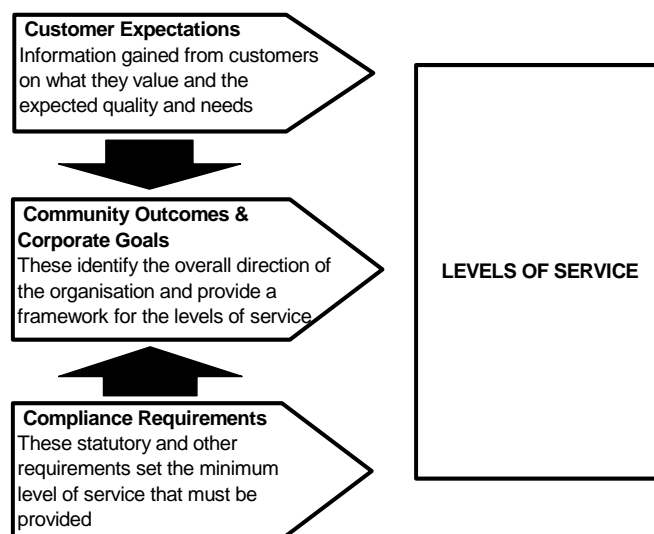 Customer Expectations
Information gained from customers
on what they value and the
expected quality and needs
Community Outcomes &
Corporate Goals
These identify the overall direction of
the organisation and provide a
framework for the levels of service
LEVELS OF SERVICE
Compliance Requirements
These statutory and other
requirements set the minimum
level of service that must be
provided